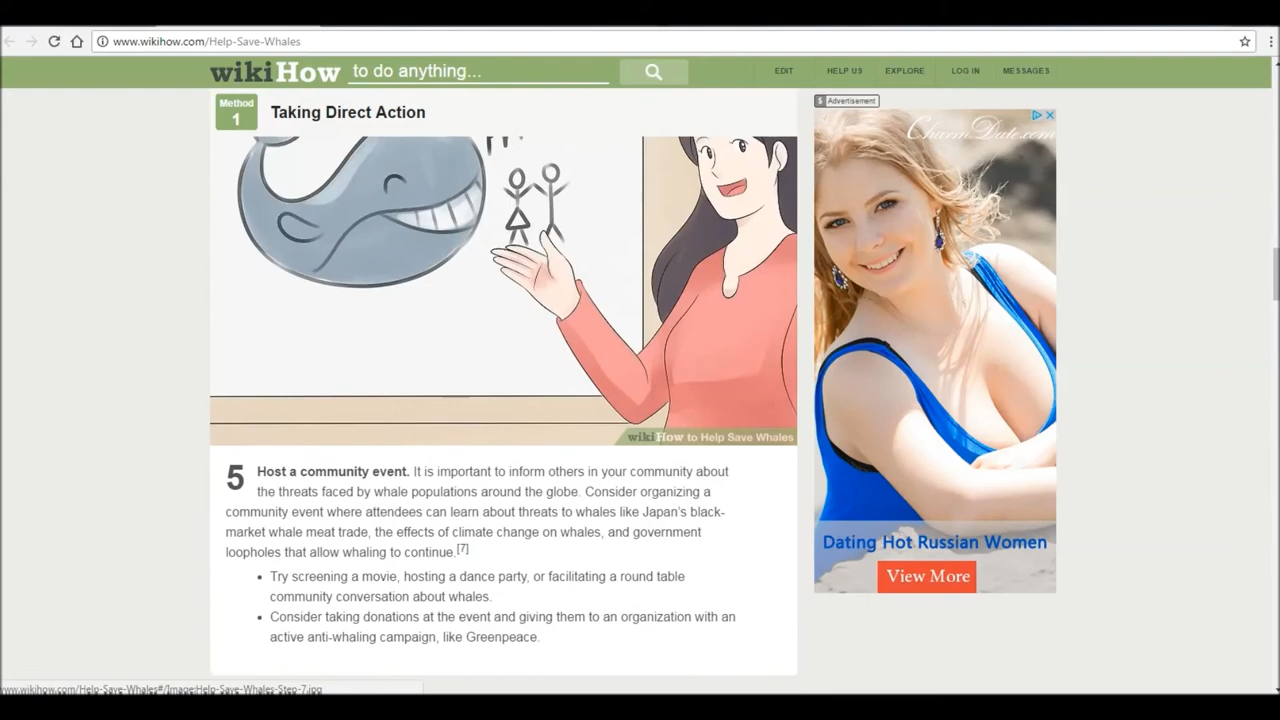 www.wikihow.com/Help-Save-Whales
wikiHow to do anything...
EDIT
HELP US
EXPLORE
LOG IN
MESSAGES
Method
1
Taking Direct Action
$ Advertisement
Charm.Date.com
wikiHow to Help Save Whales
5 Host a community event. It is important to inform others in your community about
the threats faced by whale populations around the globe. Consider organizing a
community event where attendees can learn about threats to whales like Japan's black-
market whale meat trade, the effects of climate change on whales, and government
loopholes that allow whaling to continue.[7]
• Try screening a movie, hosting a dance party, or facilitating a round table
community conversation about whales.
• Consider taking donations at the event and giving them to an organization with an
active anti-whaling campaign, like Greenpeace.
Dating Hot Russian Women
View More
www.wikihow.com/Help-Save-Whales#/Image:Help-Save-Whales-Step-7.jpg